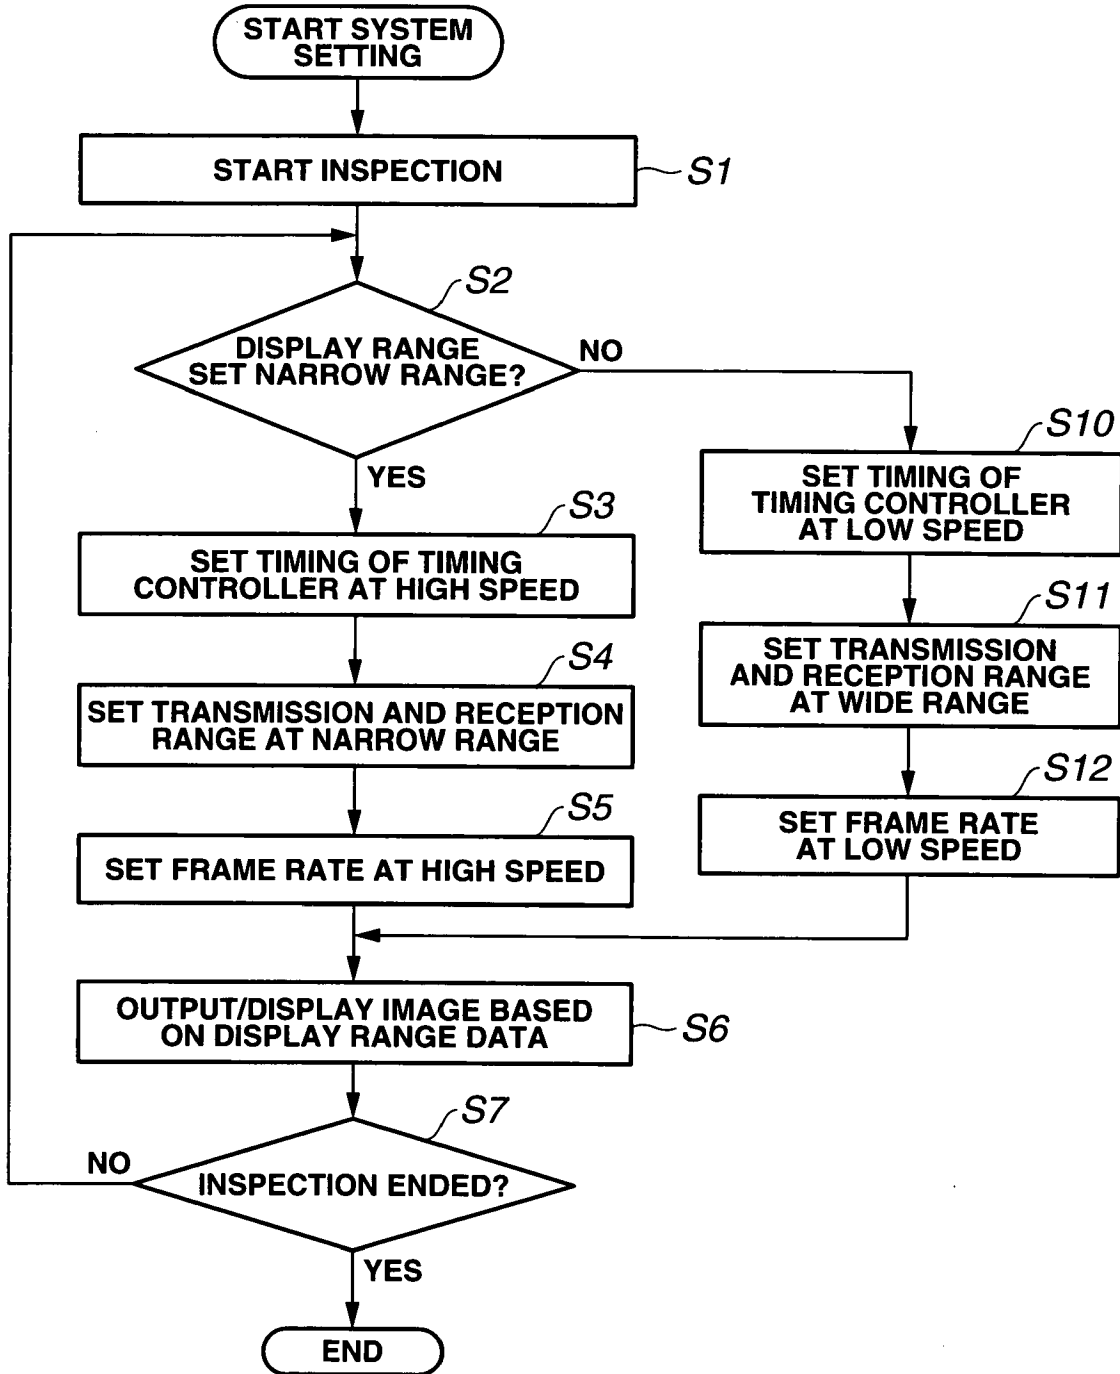 START SYSTEM
SETTING
START INSPECTION
S1
S2
DISPLAY RANGE
SET NARROW RANGE?
NO
YES
S3
SET TIMING OF TIMING
CONTROLLER AT HIGH SPEED
S4
SET TRANSMISSION AND RECEPTION
RANGE AT NARROW RANGE
S5
SET FRAME RATE AT HIGH SPEED
S10
SET TIMING OF
TIMING CONTROLLER
AT LOW SPEED
S11
SET TRANSMISSION
AND RECEPTION RANGE
AT WIDE RANGE
S12
SET FRAME RATE
AT LOW SPEED
OUTPUT/DISPLAY IMAGE BASED
ON DISPLAY RANGE DATA
S6
S7
NO
INSPECTION ENDED?
YES
END